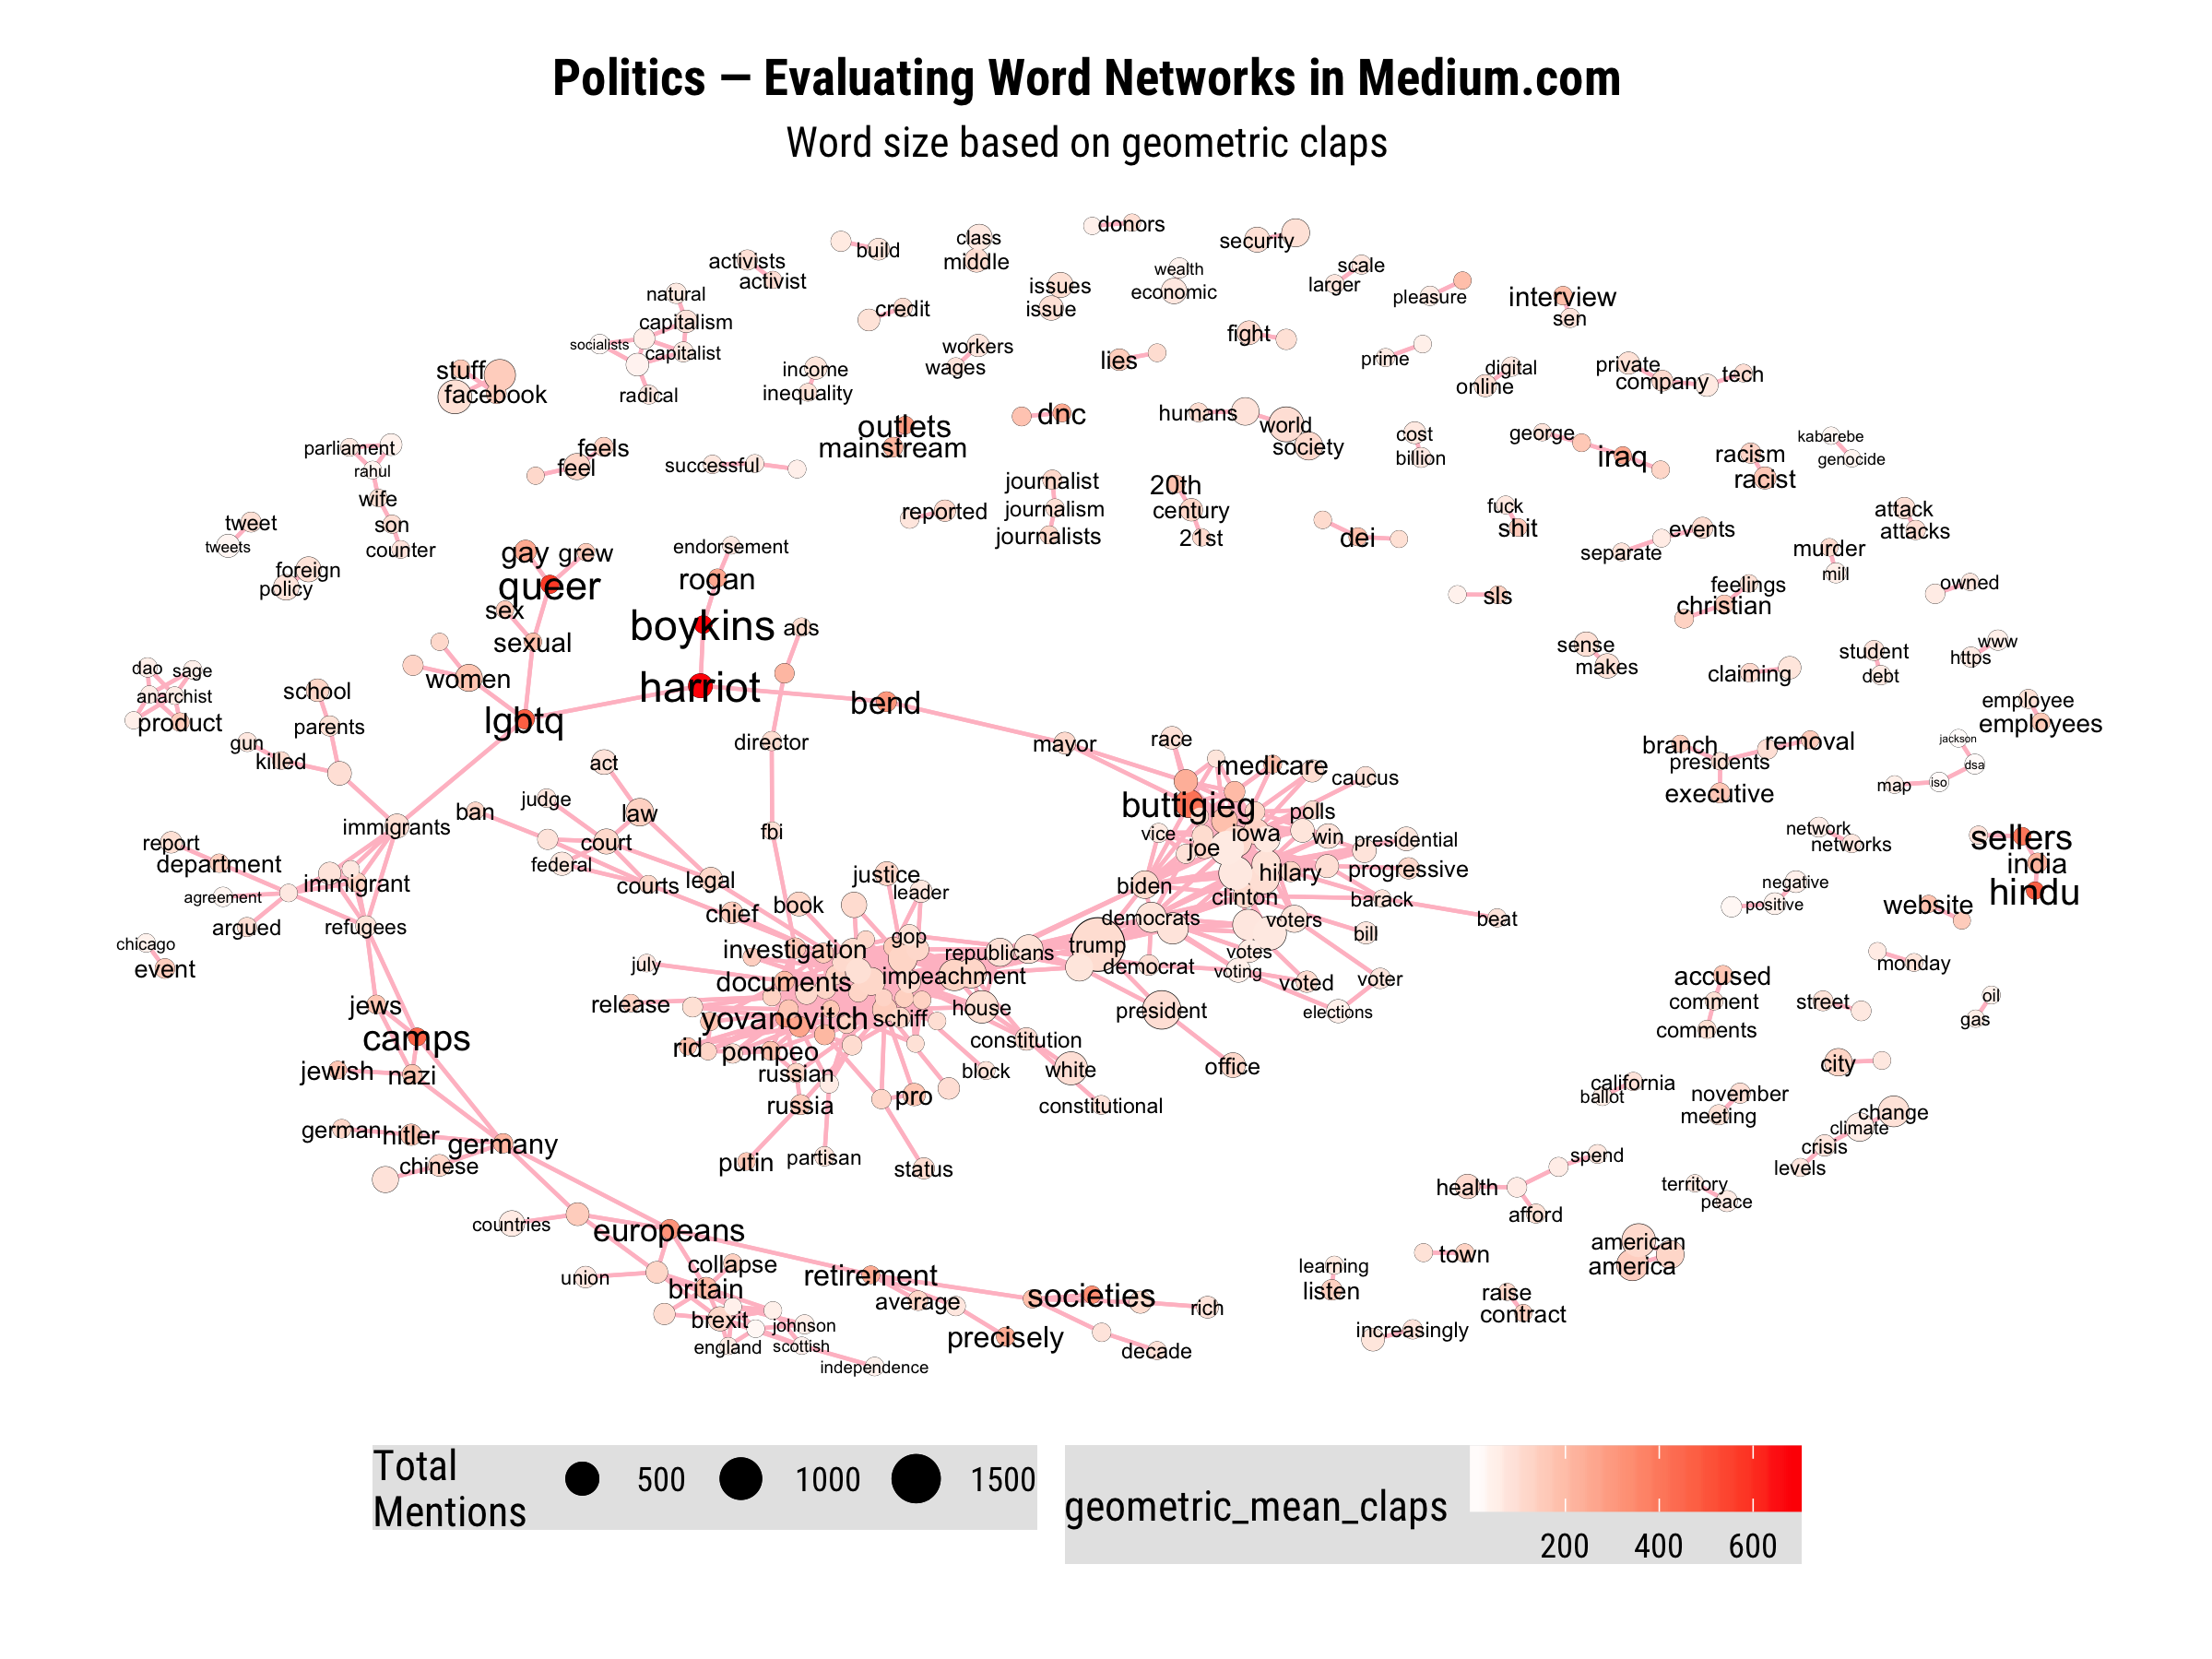 Politics — Evaluating Word Networks in Medium.com
Word size based on geometric claps
donors
class
middle
build
security
activists
activist
wealth
economic
scale
larger
issues
issue
pleasure
interview
sen
natural
capitalism
socialists
capitalist
radical
credit
workers
wages
lies
fight
prime
digital
online
private
company
tech
stuff
facebook
income
inequality
outlets
mainstream
dnc
humans
world
society
cost
billion
george
iraq
racism
racist
kabarebe
genocide
parliament
rahul
wife
son
counter
feels
feel
successful
journalist
journalism
journalists
20th
century
21st
reported
dei
fuck
shit
events
separate
attack
attacks
tweet
tweets
foreign
policy
gay
grew
queer
sex
sexual
endorsement
rogan
boykins
ads
harriot
bend
murder
mill
feelings
christian
owned
sls
sense
makes
claiming
student
debt
www
https
dao
sage
anarchist
product
school
parents
women
lgbtq
gun
killed
director
mayor
race
employee
employees
jackson
dsa
map
iso
branch
removal
presidents
executive
act
judge
law
ban
court
federal
courts
legal
fbi
immigrants
medicare
caucus
buttigieg
polls
vice
iowa
joe
win
presidential
hillary
progressive
biden
clinton
barack
network
networks
sellers
india
hindu
negative
positive
website
report
department
immigrant
agreement
argued
refugees
justice
leader
chief
book
democrats
voters
beat
bill
chicago
event
investigation
gop
republicans
trump
votes
july
documents
impeachment
democrat
voting
voted
voter
monday
accused
comment
comments
street
oil
gas
jews
camps
release
yovanovitch
schiff
house
president
elections
rid
pompeo
constitution
russian
block
white
office
jewish
nazi
russia
pro
constitutional
city
california
ballot
november
meeting
change
climate
crisis
levels
german
hitler
germany
chinese
putin
partisan
status
spend
health
afford
territory
peace
countries
europeans
american
america
union
collapse
britain
retirement
average
societies
rich
precisely
decade
brexit
johnson
england
scottish
independence
learning
listen
town
raise
contract
increasingly
Total
Mentions
500
1000
1500
geometric_mean_claps
200
400
600